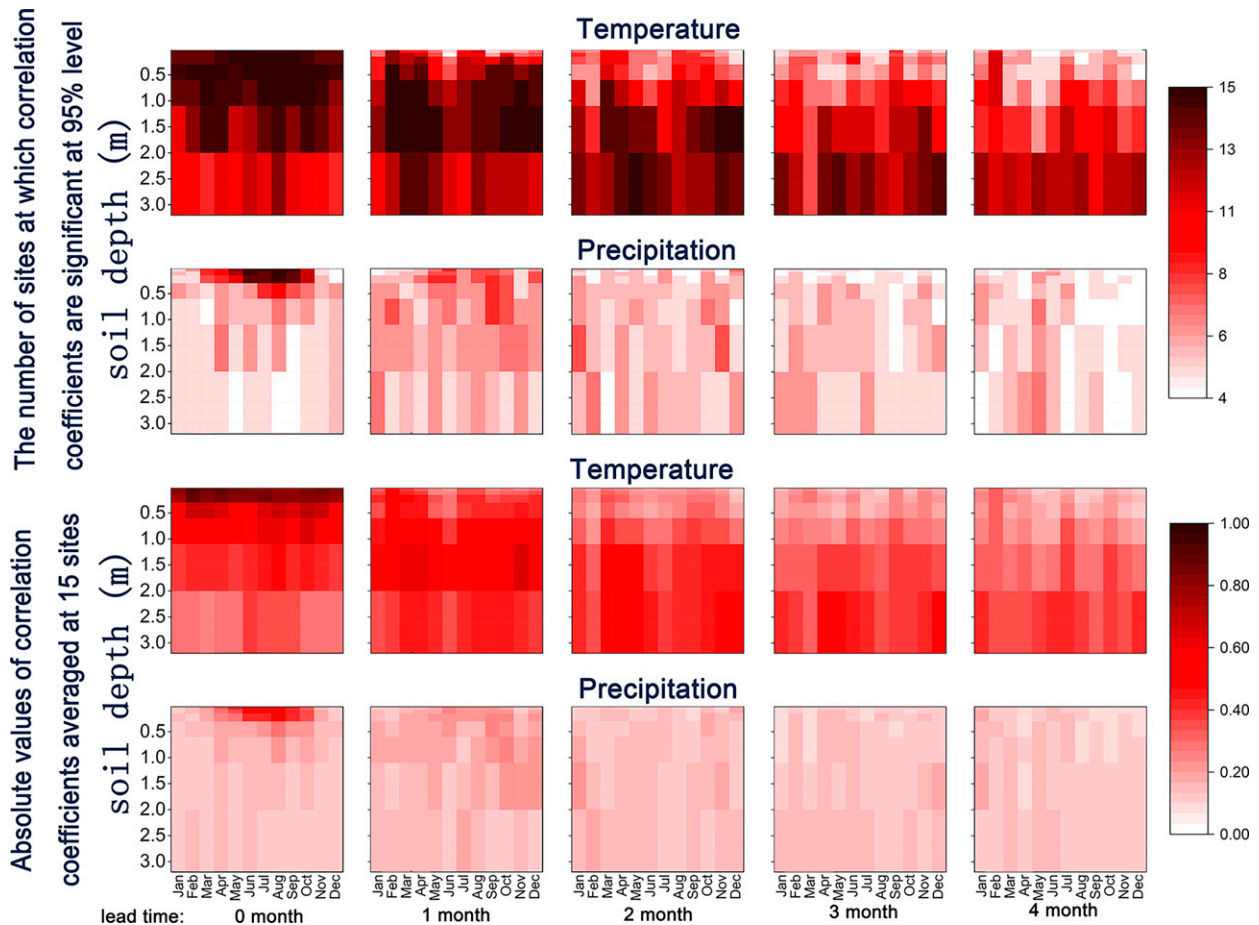 The number of sites at which correlation
coefficients are significant at 95% level
soil depth (m)
Temperature
0.5
1.0
1.5
2.0
2.5
3.0
15
11
8
6
4
Precipitation
0.5
1.0
1.5
2.0
2.5
3.0
Absolute values of correlation
coefficients averaged at 15 sites
soil depth (m)
Temperature
0.5
1.0
1.5
2.0
2.5
3.0
1.00
0.80
0.60
0.40
0.20
0.00
Precipitation
0.5
1.0
1.5
2.0
2.5
3.0
Jan Feb Mar Apr May Jun Jul Aug Sep Oct Nov Dec
Jan Feb Mar Apr May Jun Jul Aug Sep Oct Nov Dec
Jan Feb Mar Apr May Jun Jul Aug Sep Oct Nov Dec
Jan Feb Mar Apr May Jun Jul Aug Sep Oct Nov Dec
Jan Feb Mar Apr May Jun Jul Aug Sep Oct Nov Dec
lead time: 0 month 1 month 2 month 3 month 4 month